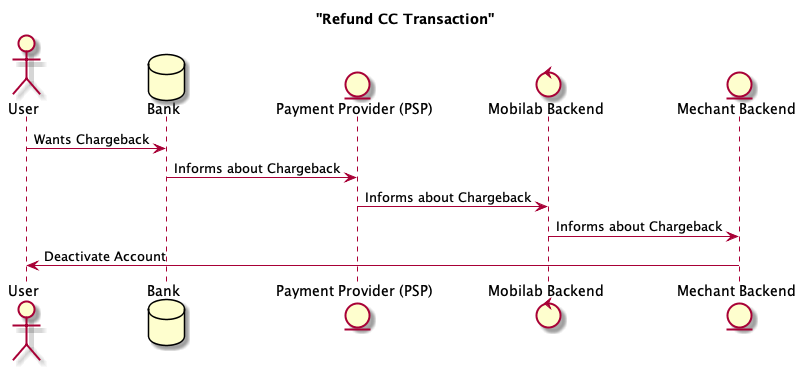 "Refund CC Transaction"
User Bank Payment Provider (PSP) Mobilab Backend Mechant Backend
Wants Chargeback
Informs about Chargeback
Informs about Chargeback
Informs about Chargeback
Deactivate Account
User Bank Payment Provider (PSP) Mobilab Backend Mechant Backend